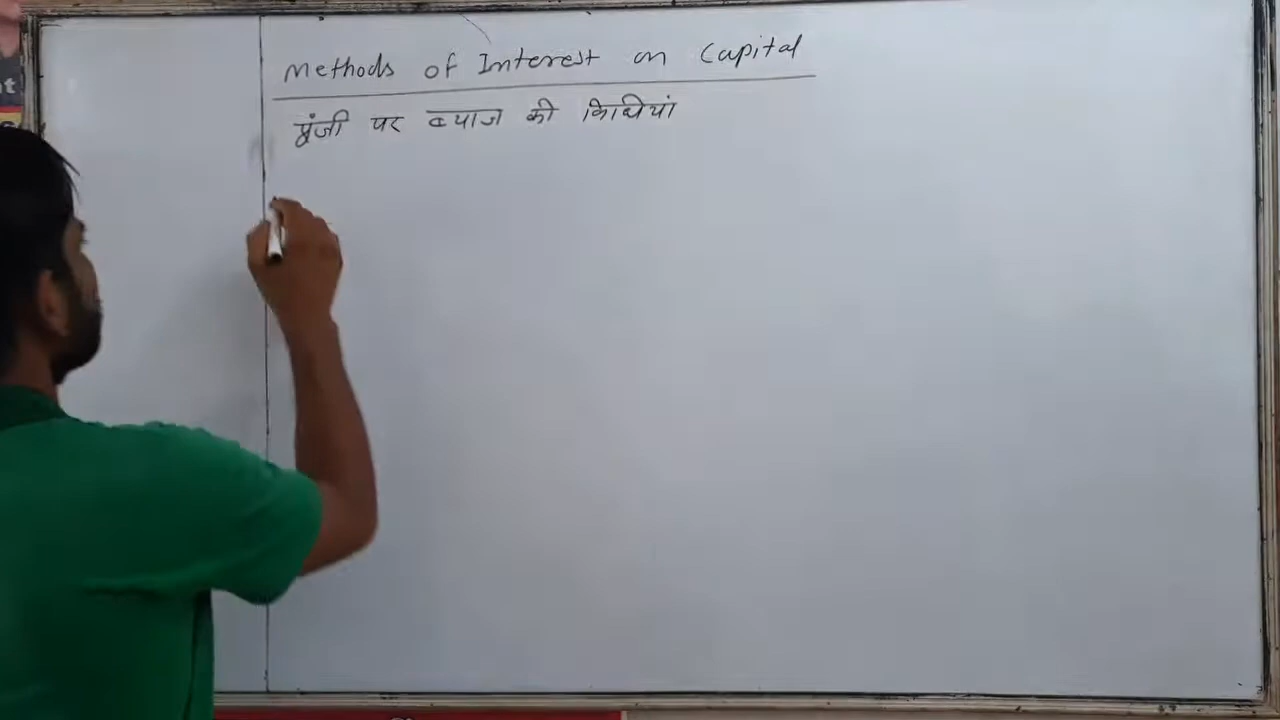 Methods of Interest on Capital
पूंजी पर ब्याज की विधियां